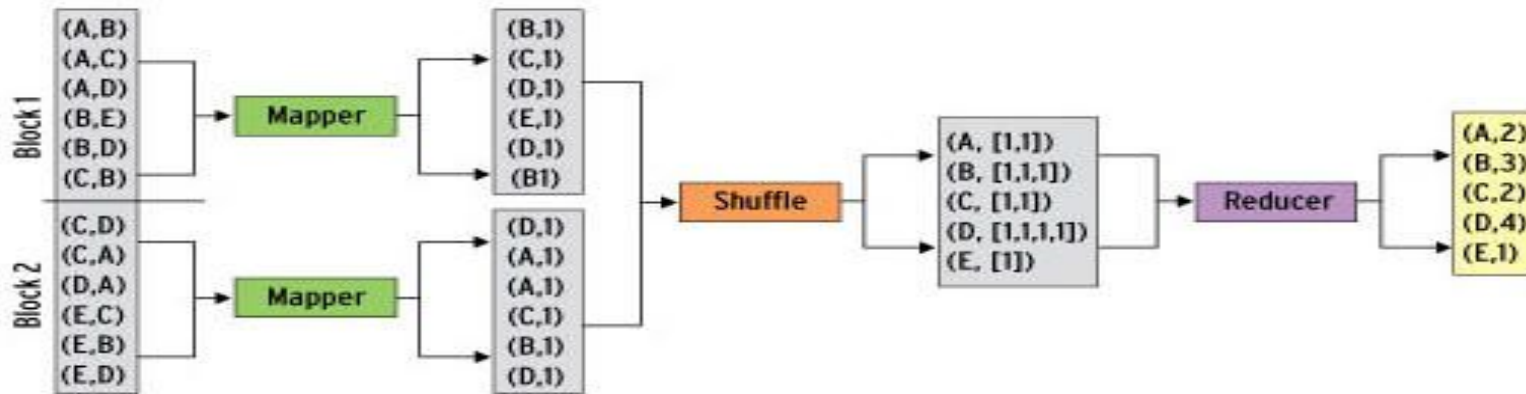 Block 1
(A,B)
(A,C)
(A,D)
(B,E)
(B,D)
(C,B)
Mapper
(B,1)
(C,1)
(D,1)
(E,1)
(D,1)
(B1)
Block 2
(C,D)
(C,A)
(D,A)
(E,C)
(E,B)
(E,D)
Mapper
(D,1)
(A,1)
(A,1)
(C,1)
(B,1)
(D,1)
Shuffle
(A, [1,1])
(B, [1,1,1])
(C, [1,1])
(D, [1,1,1,1])
(E, [1])
Reducer
(A,2)
(B,3)
(C,2)
(D,4)
(E,1)